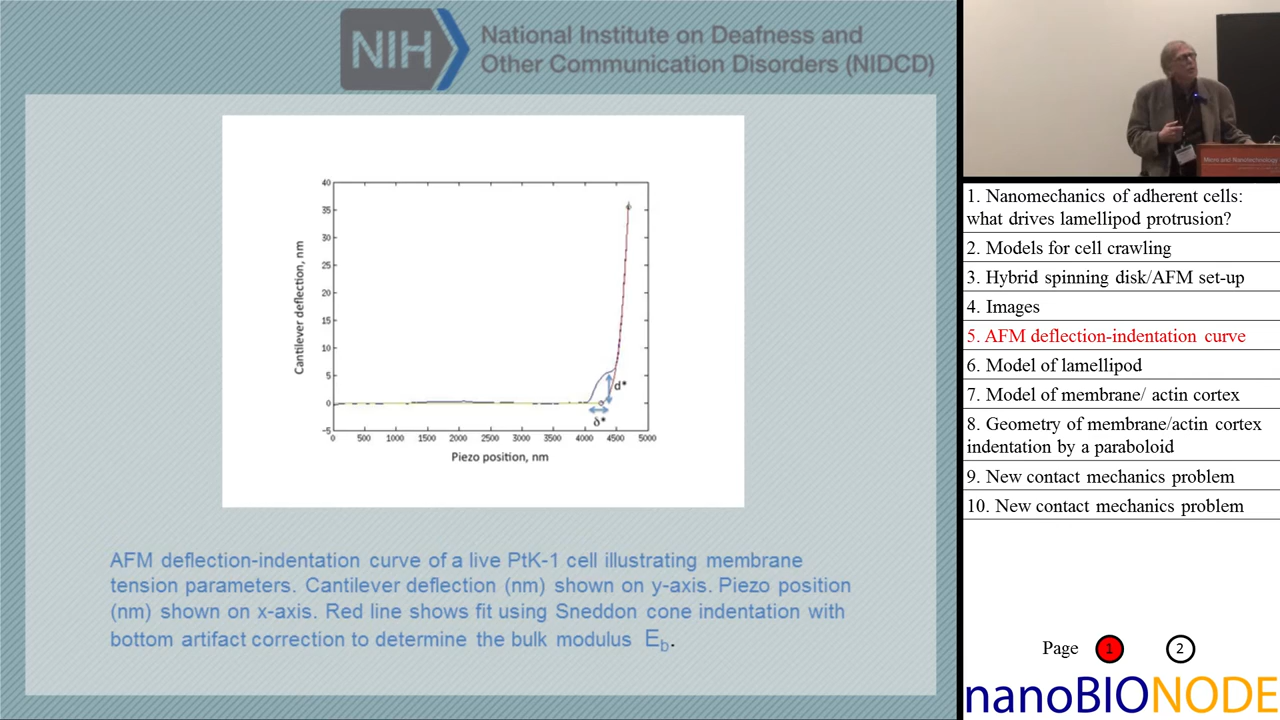 NIH
National Institute on Deafness and
Other Communication Disorders (NIDCD)
40
35
30
25
20
15
10
5
0
-5
0 500 1000 1500 2000 2500 3000 3500 4000 4500 5000
Cantilever deflection, nm
d*
δ*
Piezo position, nm
AFM deflection-indentation curve of a live PtK-1 cell illustrating membrane
tension parameters. Cantilever deflection (nm) shown on y-axis. Piezo position
(nm) shown on x-axis. Red line shows fit using Sneddon cone indentation with
bottom artifact correction to determine the bulk modulus Eb.
Micro and Nanotechnology
1. Nanomechanics of adherent cells:
what drives lamellipod protrusion?
2. Models for cell crawling
3. Hybrid spinning disk/AFM set-up
4. Images
5. AFM deflection-indentation curve
6. Model of lamellipod
7. Model of membrane/ actin cortex
8. Geometry of membrane/actin cortex
indentation by a paraboloid
9. New contact mechanics problem
10. New contact mechanics problem
Page 1 2
nanoBIONODE